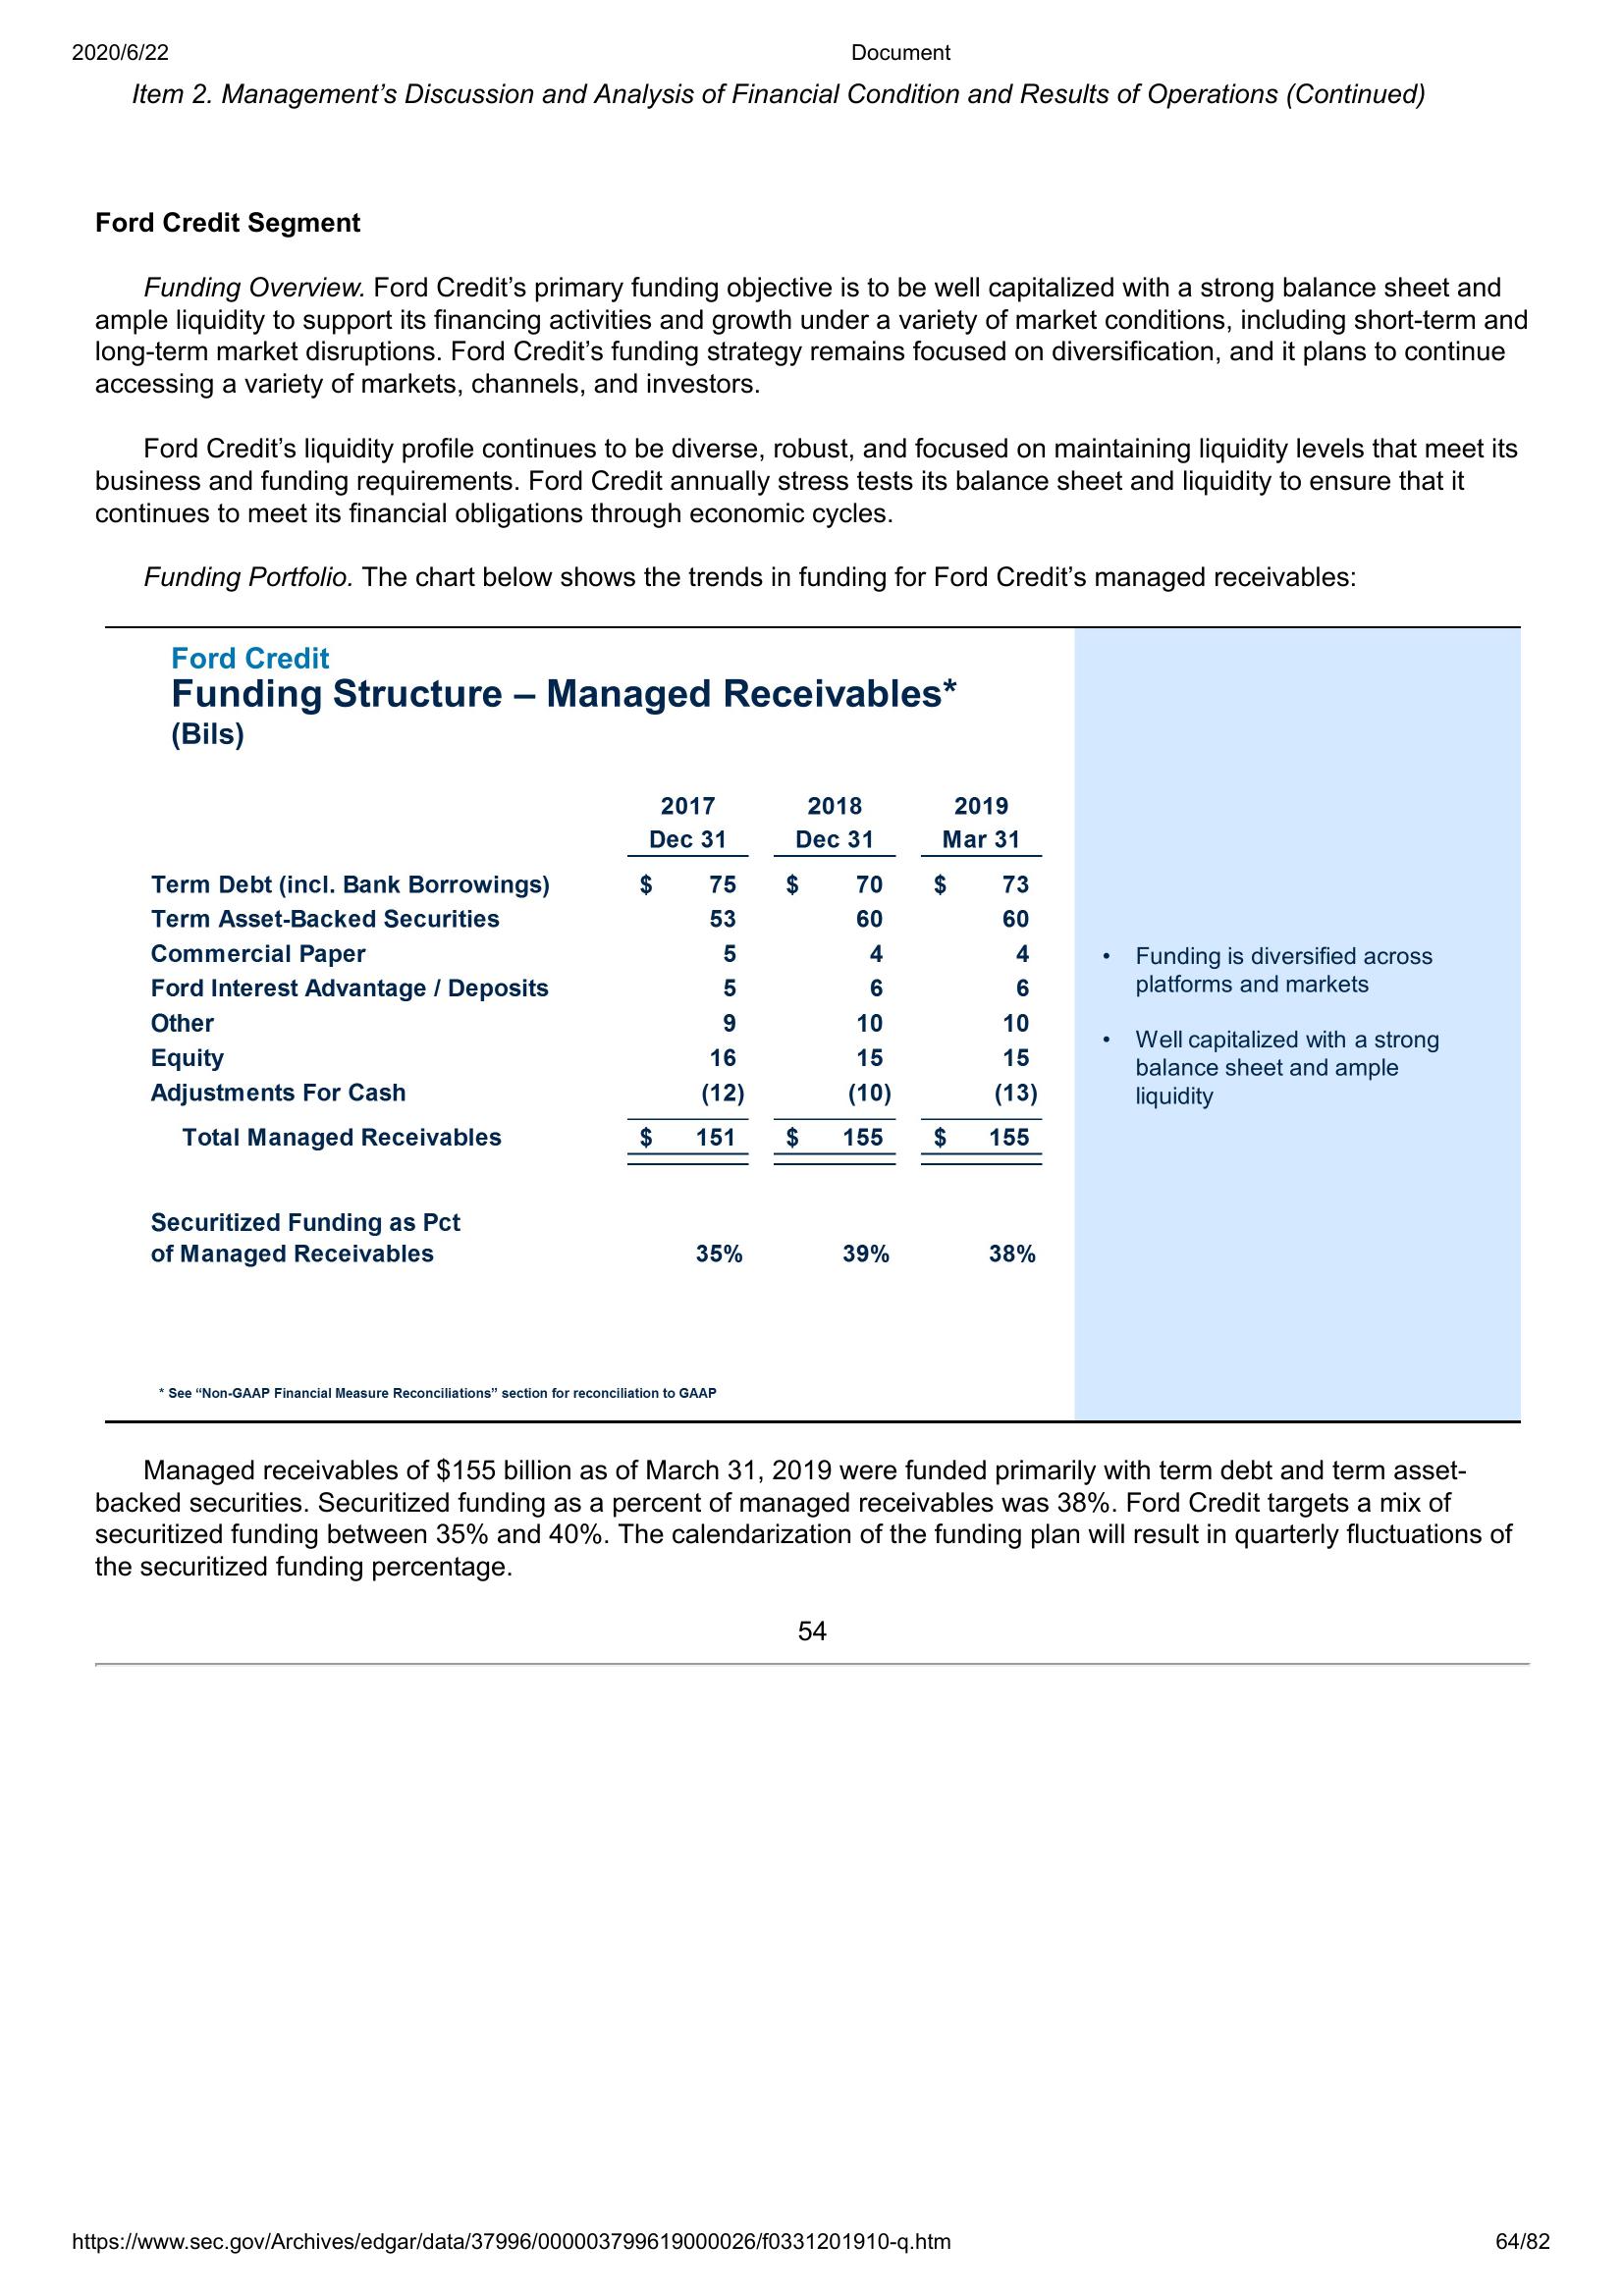 2020/6/22 Document
Item 2. Management’s Discussion and Analysis of Financial Condition and Results of Operations (Continued)
Ford Credit Segment
Funding Overview. Ford Credit’s primary funding objective is to be well capitalized with a strong balance sheet and
ample liquidity to support its financing activities and growth under a variety of market conditions, including short-term and
long-term market disruptions. Ford Credit’s funding strategy remains focused on diversification, and it plans to continue
accessing a variety of markets, channels, and investors.
Ford Credit’s liquidity profile continues to be diverse, robust, and focused on maintaining liquidity levels that meet its
business and funding requirements. Ford Credit annually stress tests its balance sheet and liquidity to ensure that it
continues to meet its financial obligations through economic cycles.
Funding Portfolio. The chart below shows the trends in funding for Ford Credit’s managed receivables:
Ford Credit
Funding Structure – Managed Receivables*
(Bils)
2017 2018 2019
Dec 31 Dec 31 Mar 31
Term Debt (incl. Bank Borrowings) $ 75 $ 70 $ 73
Term Asset-Backed Securities 53 60 60
Commercial Paper 5 4 4
Ford Interest Advantage / Deposits 5 6 6
Other 9 10 10
Equity 16 15 15
Adjustments For Cash (12) (10) (13)
Total Managed Receivables $ 151 $ 155 $ 155
Securitized Funding as Pct
of Managed Receivables 35% 39% 38%
* See “Non-GAAP Financial Measure Reconciliations” section for reconciliation to GAAP
• Funding is diversified across
platforms and markets
• Well capitalized with a strong
balance sheet and ample
liquidity
Managed receivables of $155 billion as of March 31, 2019 were funded primarily with term debt and term asset-
backed securities. Securitized funding as a percent of managed receivables was 38%. Ford Credit targets a mix of
securitized funding between 35% and 40%. The calendarization of the funding plan will result in quarterly fluctuations of
the securitized funding percentage.
54
https://www.sec.gov/Archives/edgar/data/37996/000003799619000026/f0331201910-q.htm 64/82